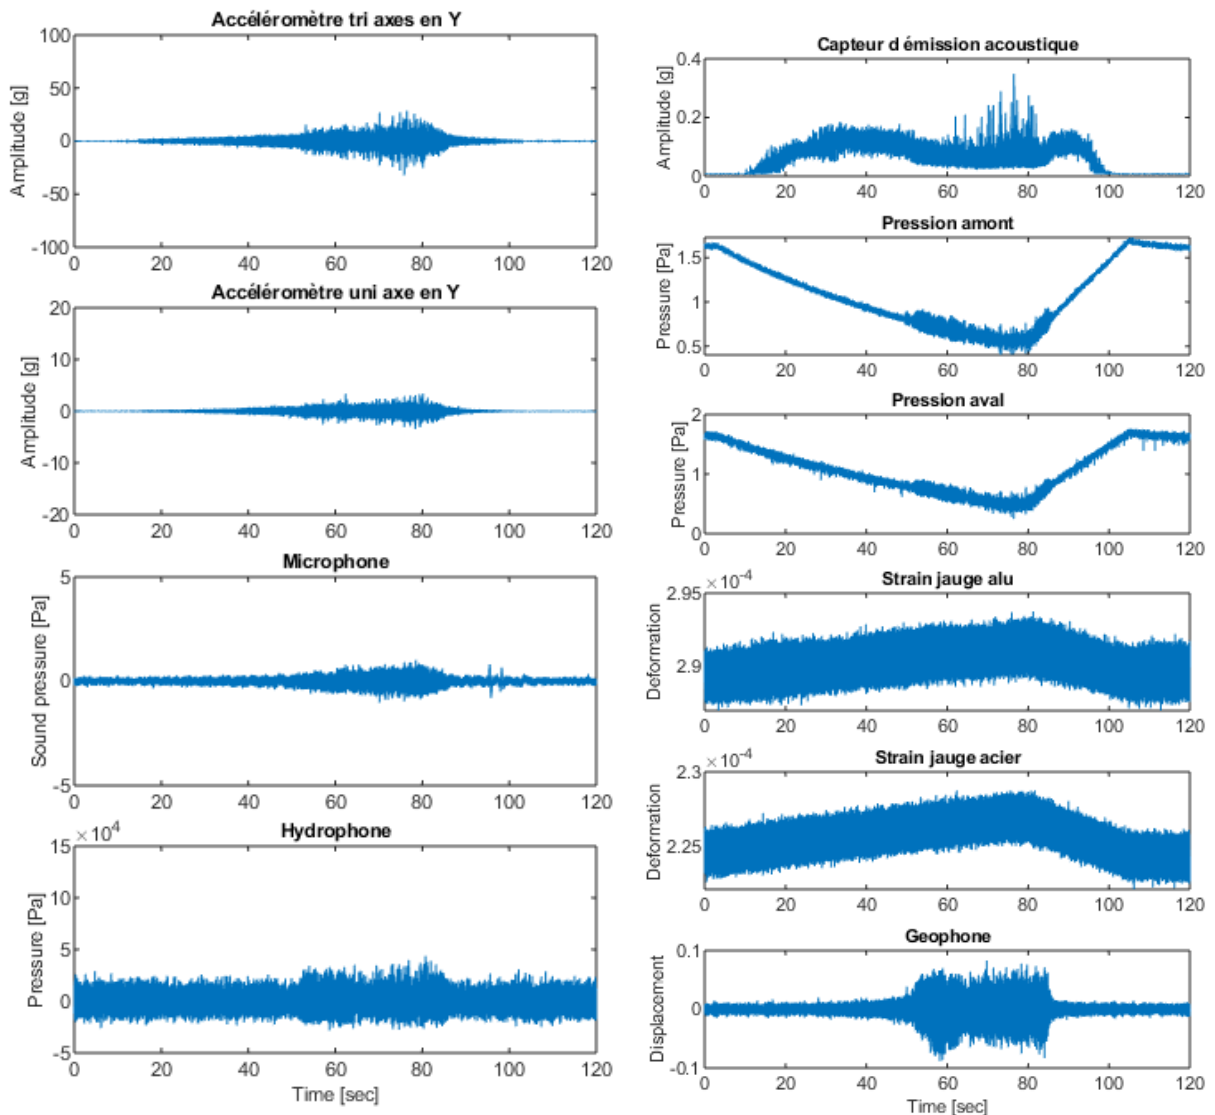 Accéléromètre tri axes en Y
100
50
0
-50
-100
Amplitude [g]
0 20 40 60 80 100 120
Accéléromètre uni axe en Y
20
10
0
-10
-20
Amplitude [g]
0 20 40 60 80 100 120
Microphone
5
0
-5
Sound pressure [Pa]
0 20 40 60 80 100 120
Hydrophone
×10^4
15
10
5
0
-5
Pressure [Pa]
0 20 40 60 80 100 120
Time [sec]
Capteur d émission acoustique
0.4
0.2
0
Amplitude [g]
0 20 40 60 80 100 120
Pression amont
1.5
1
0.5
Pressure [Pa]
0 20 40 60 80 100 120
Pression aval
2
1
0
Pressure [Pa]
0 20 40 60 80 100 120
Strain jauge alu
×10^-4
2.95
2.9
Deformation
0 20 40 60 80 100 120
Strain jauge acier
×10^-4
2.3
2.25
Deformation
0 20 40 60 80 100 120
Geophone
0.1
0
-0.1
Displacement
0 20 40 60 80 100 120
Time [sec]